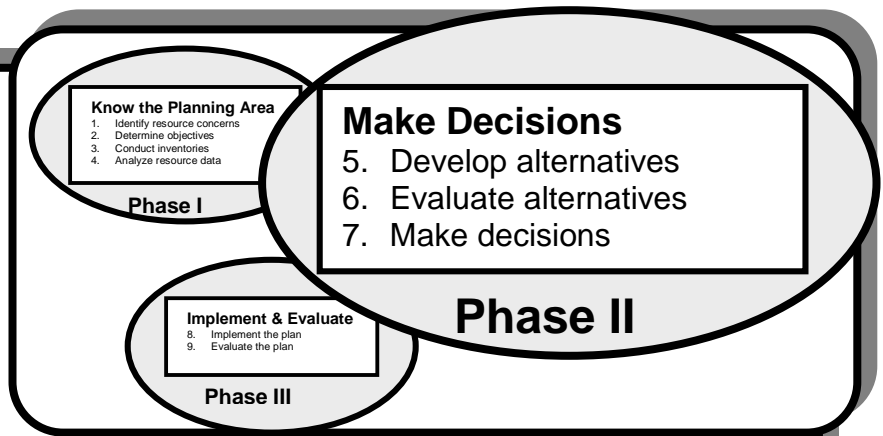 Know the Planning Area
1. Identify resource concerns
2. Determine objectives
3. Conduct inventories
4. Analyze resource data
Phase I
Make Decisions
5. Develop alternatives
6. Evaluate alternatives
7. Make decisions
Phase II
Implement & Evaluate
8. Implement the plan
9. Evaluate the plan
Phase III